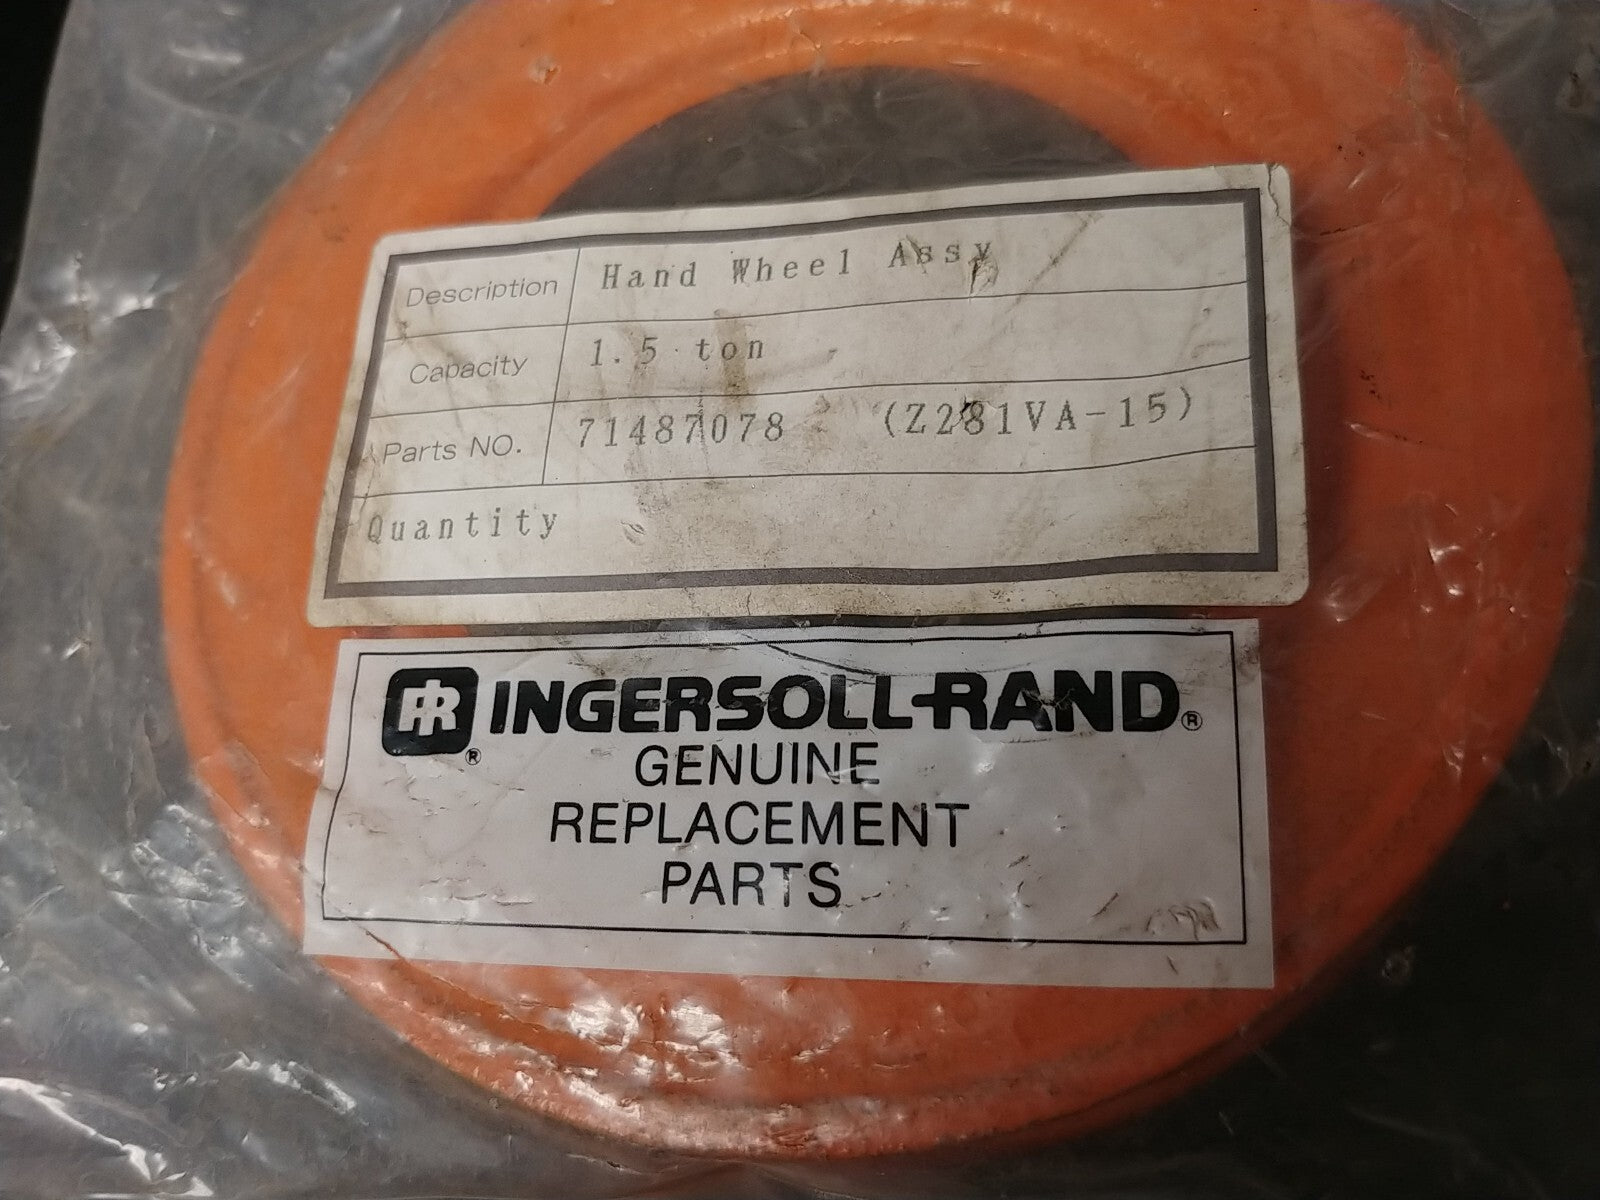 Description Hand Wheel Assy
Capacity 1.5 ton
Parts NO. 71487078 (Z281VA-15)
Quantity
IR® INGERSOLL-RAND®
GENUINE
REPLACEMENT
PARTS